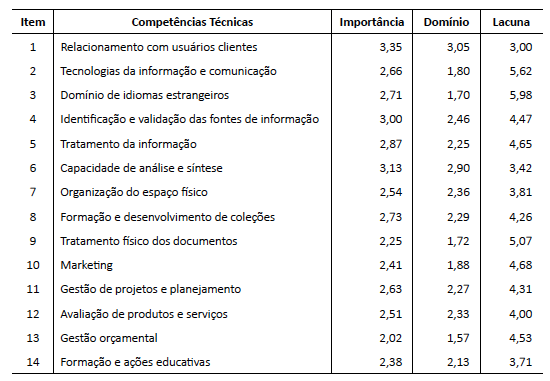 Item Competências Técnicas Importância Domínio Lacuna
1 Relacionamento com usuários clientes 3,35 3,05 3,00
2 Tecnologias da informação e comunicação 2,66 1,80 5,62
3 Domínio de idiomas estrangeiros 2,71 1,70 5,98
4 Identificação e validação das fontes de informação 3,00 2,46 4,47
5 Tratamento da informação 2,87 2,25 4,65
6 Capacidade de análise e síntese 3,13 2,90 3,42
7 Organização do espaço físico 2,54 2,36 3,81
8 Formação e desenvolvimento de coleções 2,73 2,29 4,26
9 Tratamento físico dos documentos 2,25 1,72 5,07
10 Marketing 2,41 1,88 4,68
11 Gestão de projetos e planejamento 2,63 2,27 4,31
12 Avaliação de produtos e serviços 2,51 2,33 4,00
13 Gestão orçamental 2,02 1,57 4,53
14 Formação e ações educativas 2,38 2,13 3,71